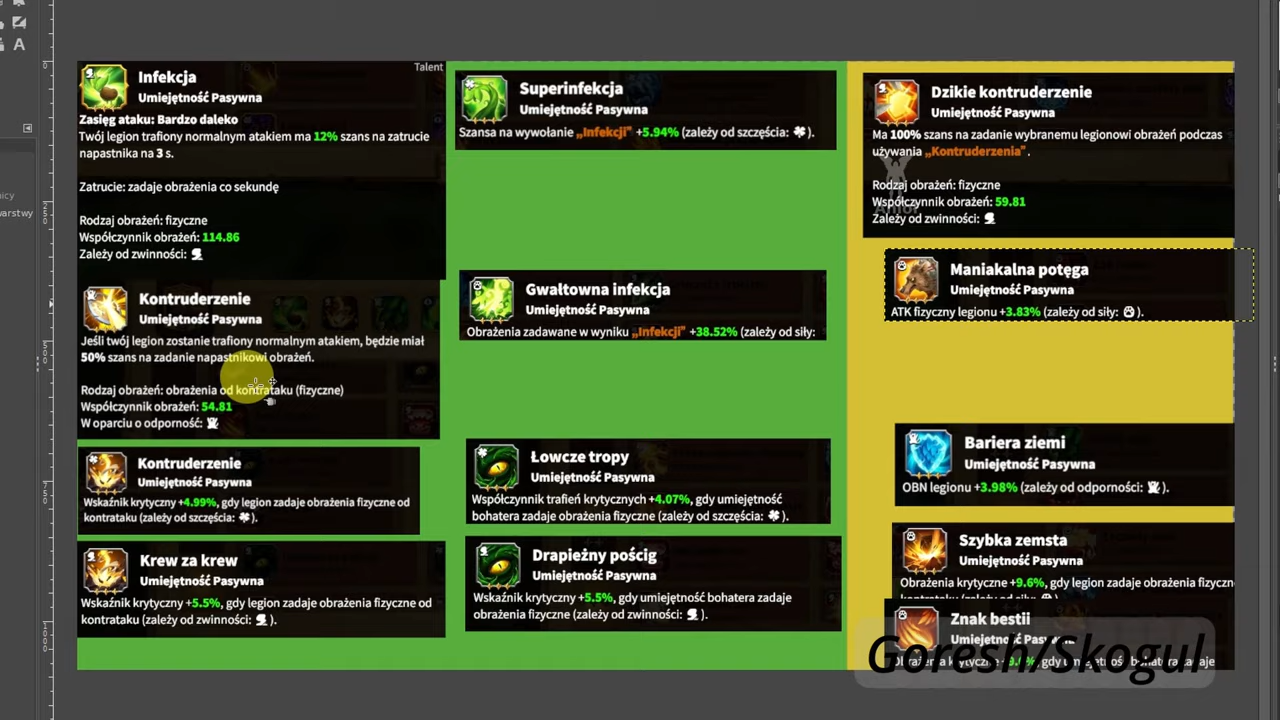 A
nicy
warstwy
Talent
Infekcja
Umiejętność Pasywna
Zasięg ataku: Bardzo daleko
Twój legion trafiony normalnym atakiem ma 12% szans na zatrucie
napastnika na 3 s.
Zatrucie: zadaje obrażenia co sekundę
Rodzaj obrażeń: fizyczne
Współczynnik obrażeń: 114.86
Zależy od zwinności:
Kontruderzenie
Umiejętność Pasywna
Jeśli twój legion zostanie trafiony normalnym atakiem, będzie miał
50% szans na zadanie napastnikowi obrażeń.
Rodzaj obrażeń: obrażenia od kontrataku (fizyczne)
Współczynnik obrażeń: 54.81
W oparciu o odporność:
Kontruderzenie
Umiejętność Pasywna
Wskaźnik krytyczny +4.99%, gdy legion zadaje obrażenia fizyczne od
kontrataku (zależy od szczęścia: ).
Krew za krew
Umiejętność Pasywna
Wskaźnik krytyczny +5.5%, gdy legion zadaje obrażenia fizyczne od
kontrataku (zależy od zwinności: ).
Superinfekcja
Umiejętność Pasywna
Szansa na wywołanie „Infekcji” +5.94% (zależy od szczęścia: ).
Gwałtowna infekcja
Umiejętność Pasywna
Obrażenia zadawane w wyniku „Infekcji” +38.52% (zależy od siły:
Łowcze tropy
Umiejętność Pasywna
Współczynnik trafień krytycznych +4.07%, gdy umiejętność
bohatera zadaje obrażenia fizyczne (zależy od szczęścia: ).
Drapieżny pościg
Umiejętność Pasywna
Wskaźnik krytyczny +5.5%, gdy umiejętność bohatera zadaje
obrażenia fizyczne (zależy od zwinności: ).
Dzikie kontruderzenie
Umiejętność Pasywna
Ma 100% szans na zadanie wybranemu legionowi obrażeń podczas
używania „Kontruderzenia” .
Rodzaj obrażeń: fizyczne
Współczynnik obrażeń: 59.81
Zależy od zwinności:
Maniakalna potęga
Umiejętność Pasywna
ATK fizyczny legionu +3.83% (zależy od siły: ).
Bariera ziemi
Umiejętność Pasywna
OBN legionu +3.98% (zależy od odporności: ).
Szybka zemsta
Umiejętność Pasywna
Obrażenia krytyczne +9.6%, gdy legion zadaje obrażenia fizyczn
Znak bestii
Umiejętność Pasywna
Obrażenia krytyczne gdy umiejętność bohatera zadaje
Goresh/Skogul